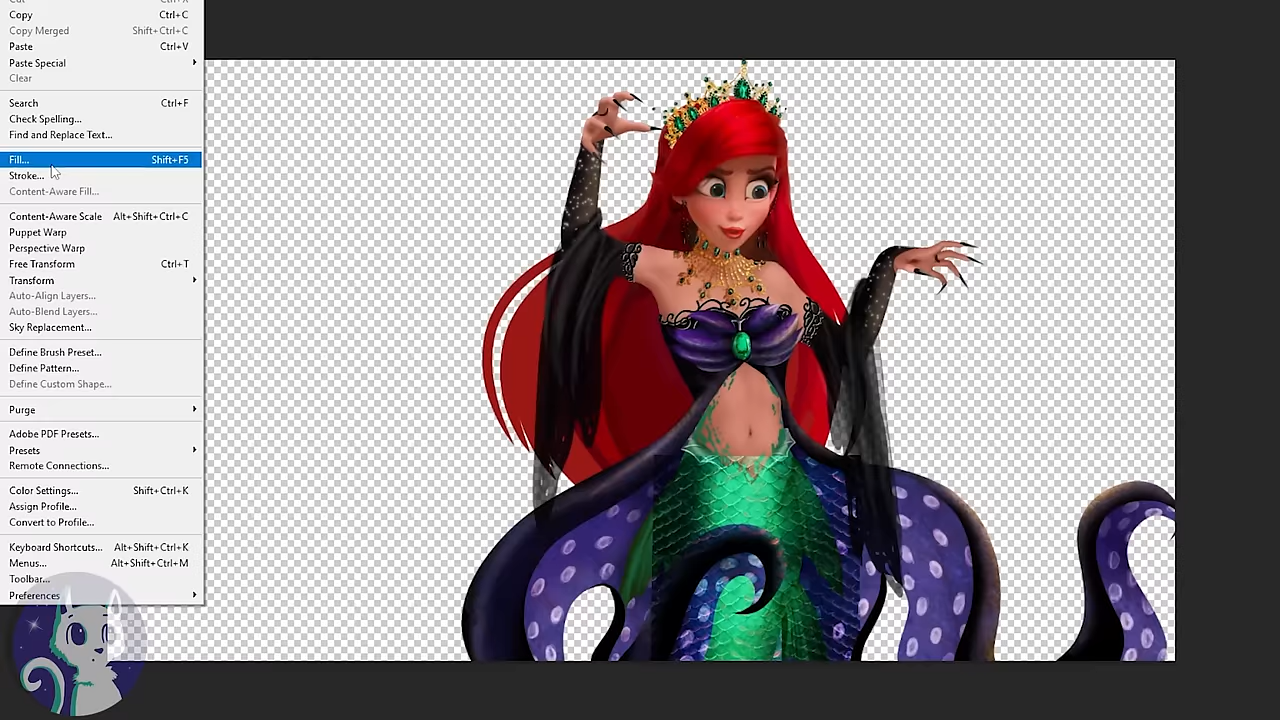 Copy Ctrl+C
Copy Merged Shift+Ctrl+C
Paste Ctrl+V
Paste Special
Clear
Search Ctrl+F
Check Spelling...
Find and Replace Text...
Fill... Shift+F5
Stroke...
Content-Aware Fill...
Content-Aware Scale Alt+Shift+Ctrl+C
Puppet Warp
Perspective Warp
Free Transform Ctrl+T
Transform
Auto-Align Layers...
Auto-Blend Layers...
Sky Replacement...
Define Brush Preset...
Define Pattern...
Define Custom Shape...
Purge
Adobe PDF Presets...
Presets
Remote Connections...
Color Settings... Shift+Ctrl+K
Assign Profile...
Convert to Profile...
Keyboard Shortcuts... Alt+Shift+Ctrl+K
Menus... Alt+Shift+Ctrl+M
Toolbar...
Preferences